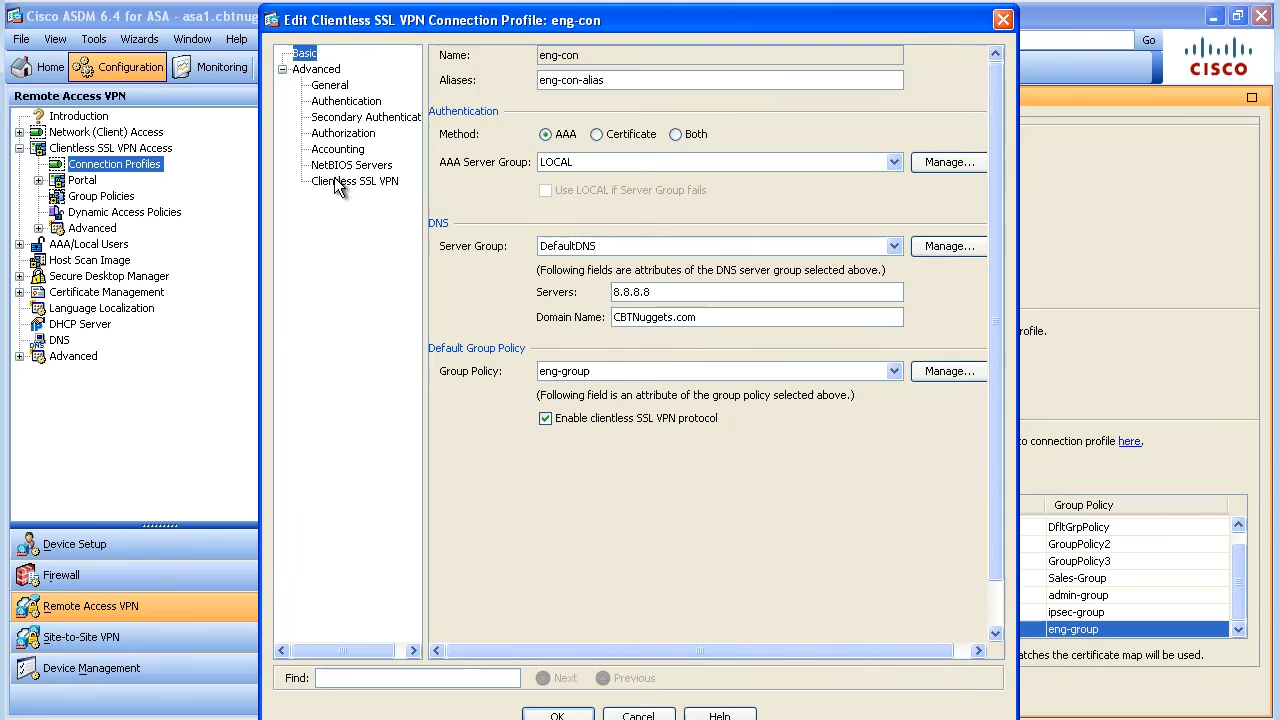 Cisco ASDM 6.4 for ASA - asa1.cbtnug
File View Tools Wizards Window Help
Go
Home Configuration Monitoring
CISCO
Remote Access VPN
Introduction
Network (Client) Access
Clientless SSL VPN Access
Connection Profiles
Portal
Group Policies
Dynamic Access Policies
Advanced
AAA/Local Users
Host Scan Image
Secure Desktop Manager
Certificate Management
Language Localization
DHCP Server
DNS
Advanced
Device Setup
Firewall
Remote Access VPN
Site-to-Site VPN
Device Management
Edit Clientless SSL VPN Connection Profile: eng-con
Basic
Advanced
General
Authentication
Secondary Authenticat
Authorization
Accounting
NetBIOS Servers
Clientless SSL VPN
Name: eng-con
Aliases: eng-con-alias
Authentication
Method: AAA Certificate Both
AAA Server Group: LOCAL Manage...
Use LOCAL if Server Group fails
DNS
Server Group: DefaultDNS Manage...
(Following fields are attributes of the DNS server group selected above.)
Servers: 8.8.8.8
Domain Name: CBTNuggets.com
Default Group Policy
Group Policy: eng-group Manage...
(Following field is an attribute of the group policy selected above.)
Enable clientless SSL VPN protocol
Find: Next Previous
OK Cancel Help
ofile.
o connection profile here.
Group Policy
DfltGrpPolicy
GroupPolicy2
GroupPolicy3
Sales-Group
admin-group
ipsec-group
eng-group
atches the certificate map will be used.